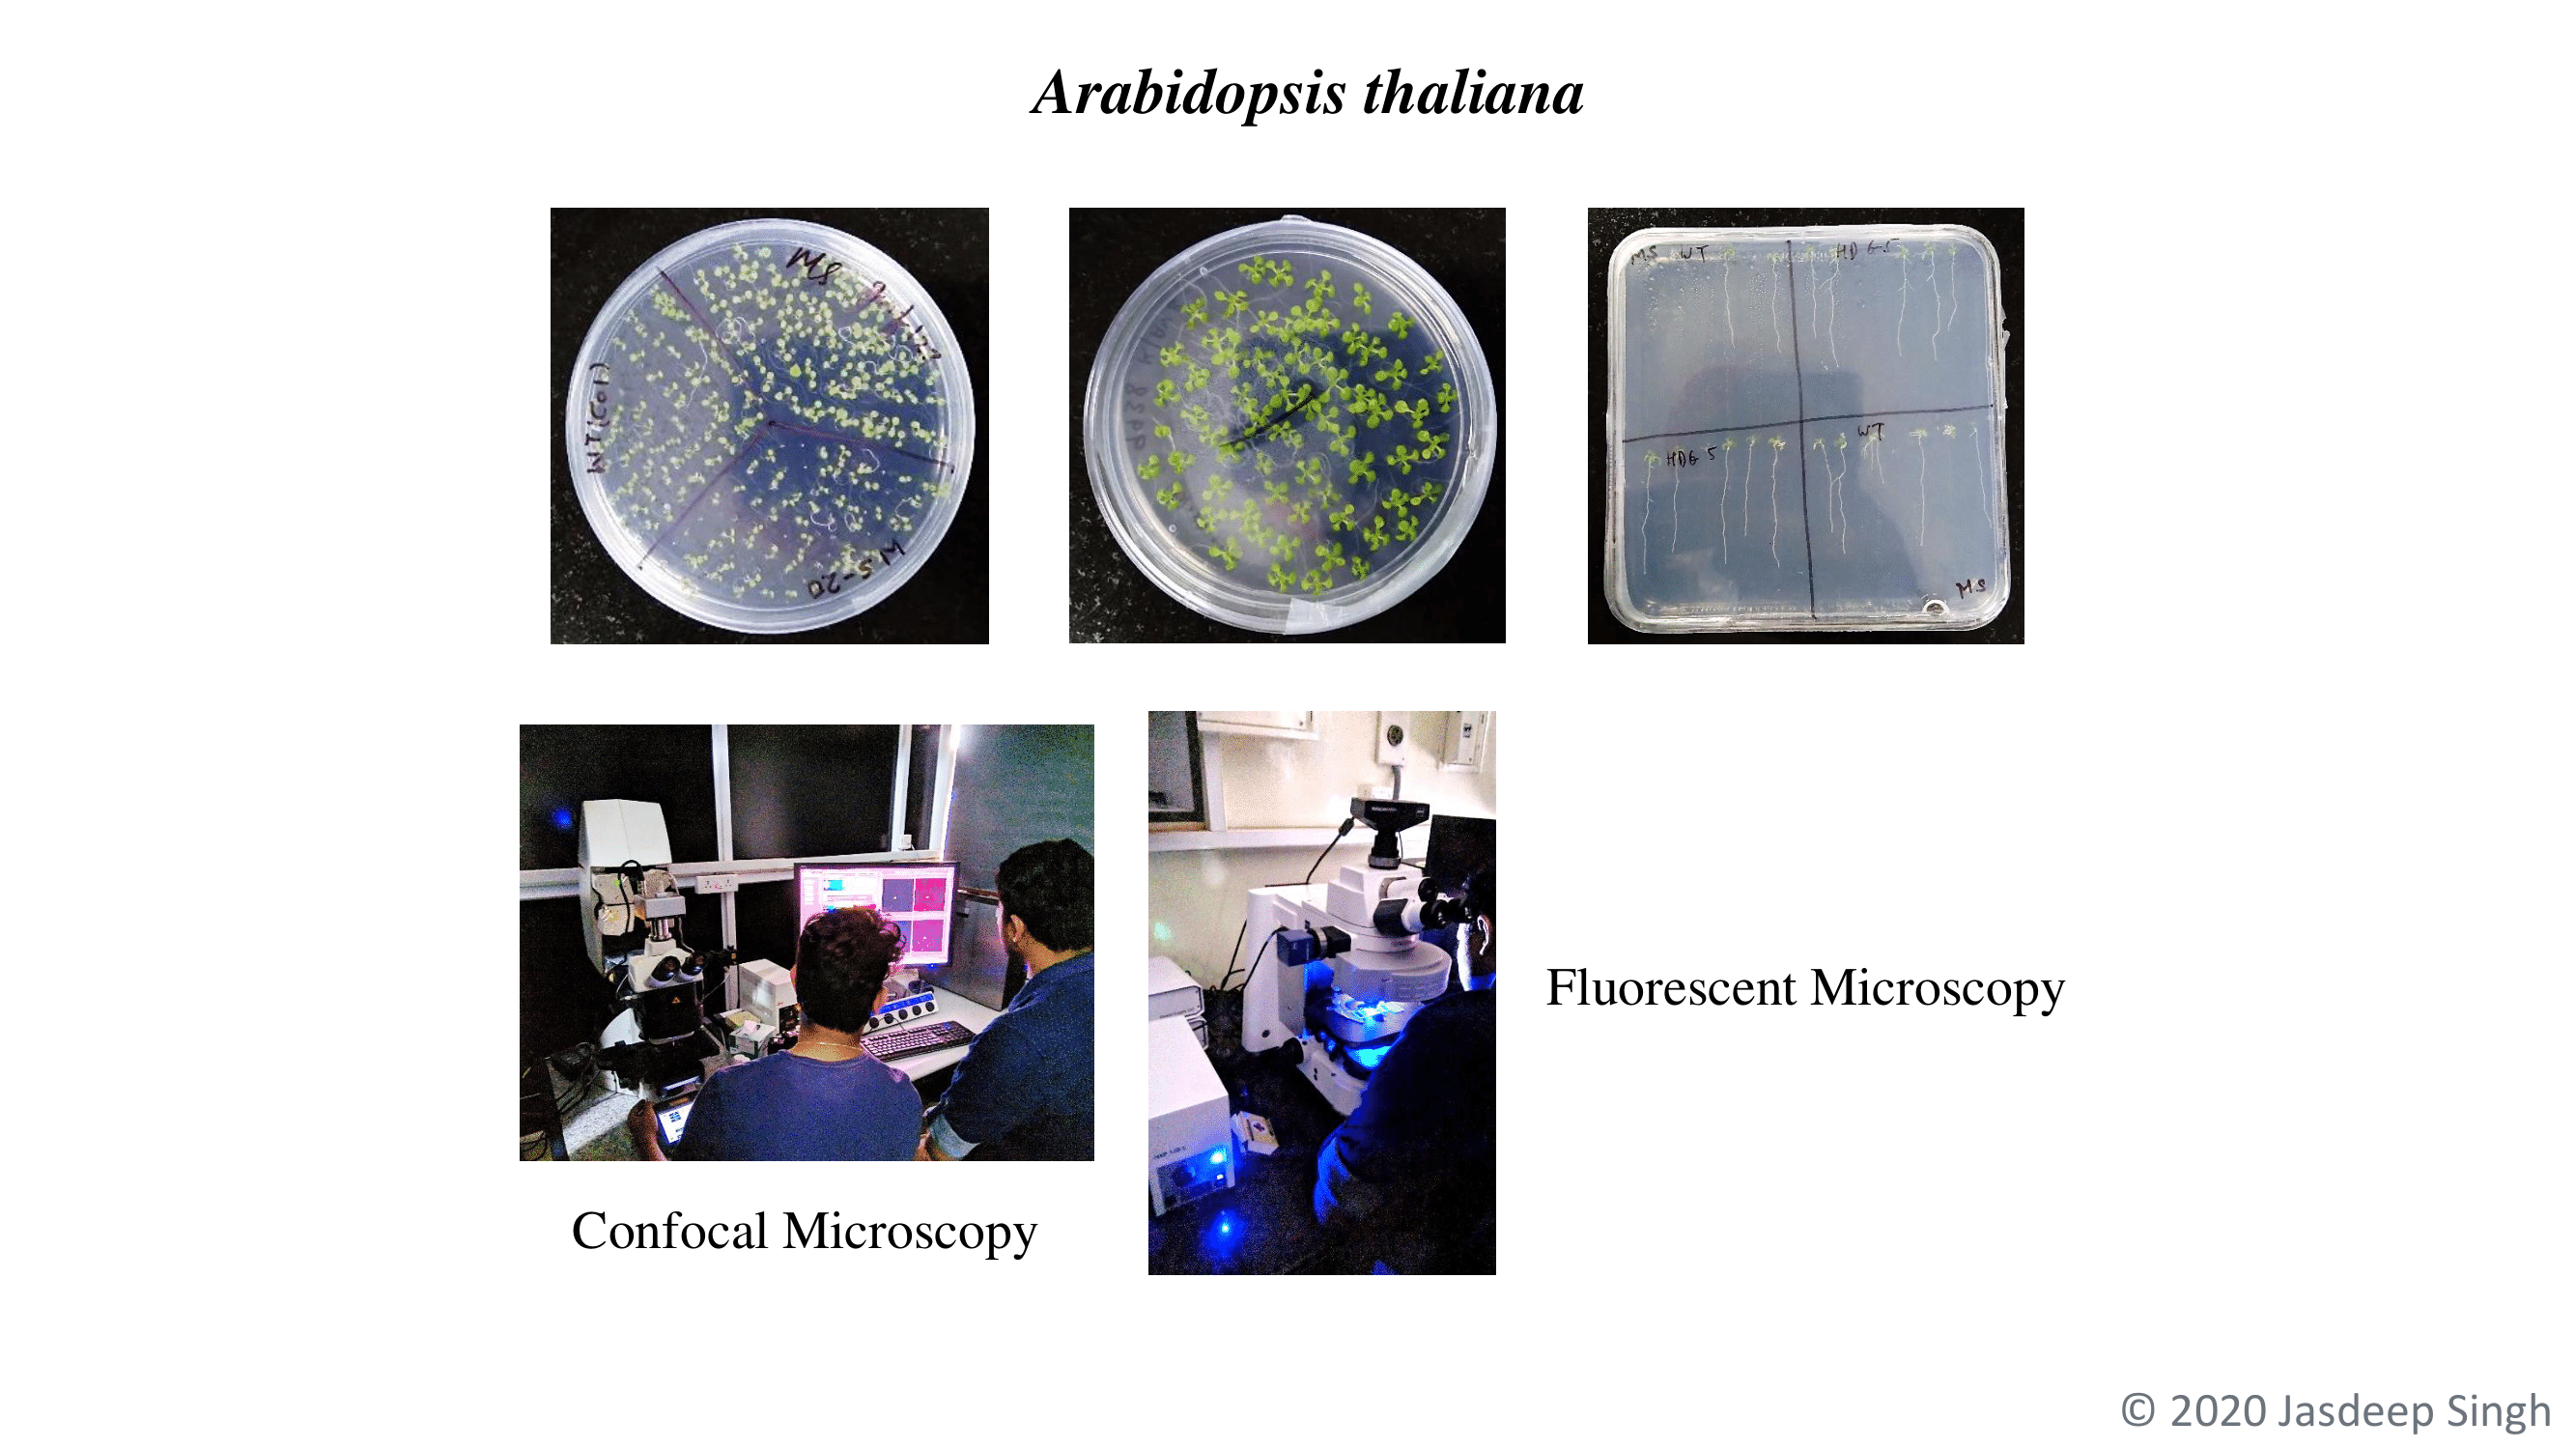 Arabidopsis thaliana
MS
WT (Col)
WS-20
MS WT
HDG 5
HDG 5
WT
MS
Fluorescent Microscopy
Confocal Microscopy
© 2020 Jasdeep Singh